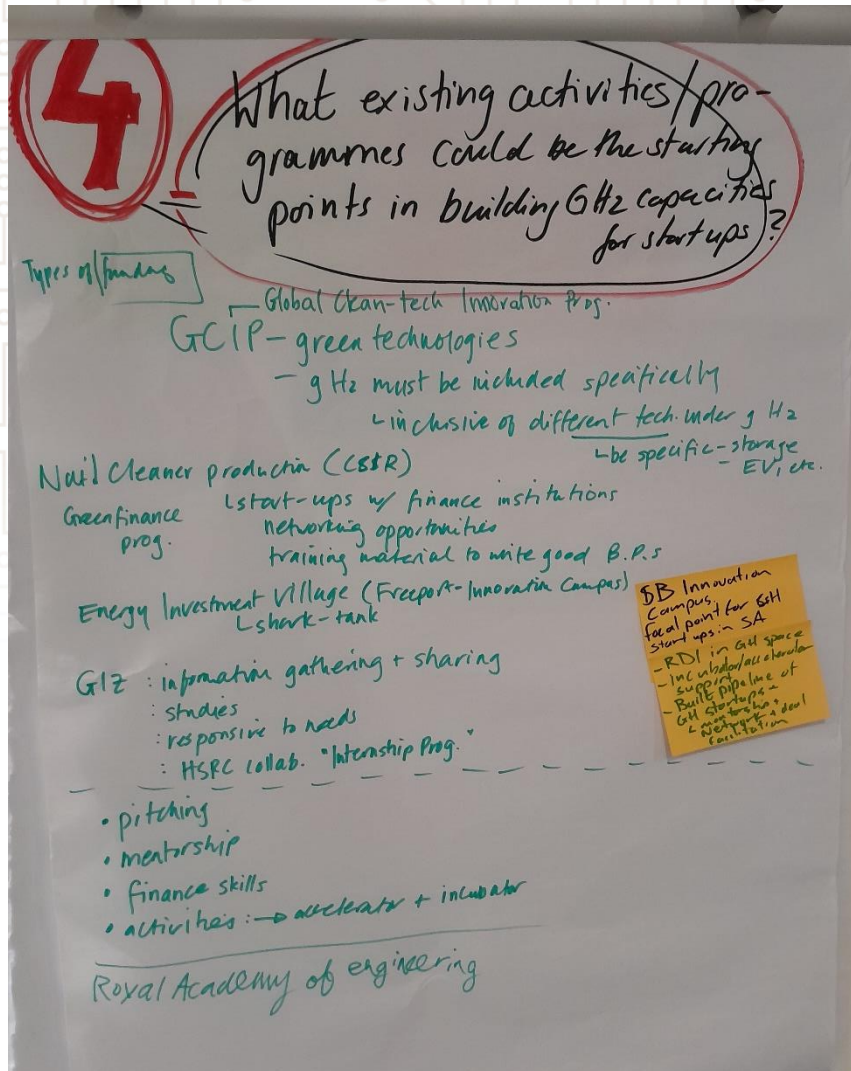 4
What existing activities/pro-
grammes could be the starting
points in building GH2 capacities
for startups?
Types of funding
Global Clean-tech Innovation Prog.
GCIP - green technologies
- gH2 must be included specifically
inclusive of different tech. under gH2
be specific - storage
- EV, etc.
Nat'l Cleaner production (CSIR)
Green finance
prog.
start-ups w/ finance institutions
networking opportunities
training material to write good B.P.s
Energy Investment Village (Freeport-Innovation Campus)
shark-tank
GIZ : information gathering + sharing
: studies
: responsive to needs
: HSRC collab. "Internship Prog."
• pitching
• mentorship
• finance skills
• activities: → accelerator + incubator
Royal Academy of engineering
SB Innovation
Campus
focal point for
start ups in SA
- RDI in GH space
- Incubator/accelerator
support
- Built pipeline of
GH startups -
mentorship +
Network + deal
facilitation